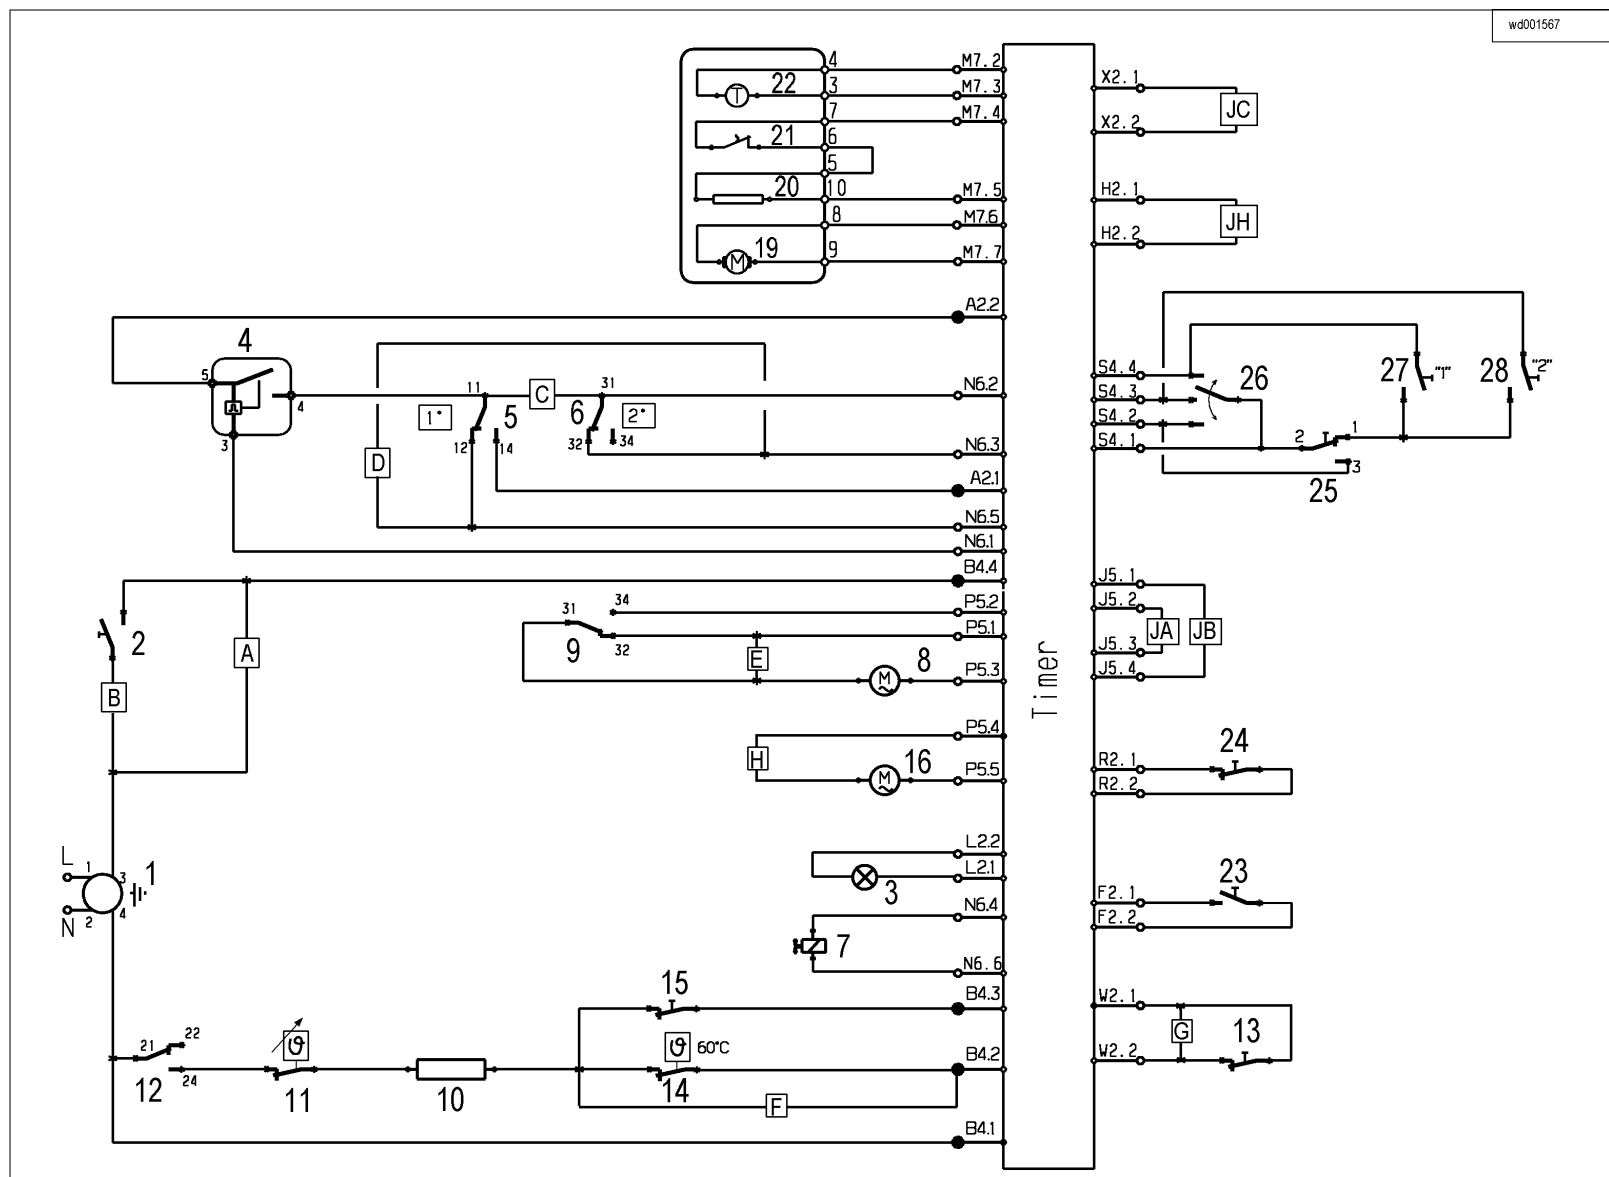 wd001567
4 M7.2
22
3 M7.3
7 M7.4
21 6
5
20 10 M7.5
8 M7.6
19 9 M7.7
M
T
X2.1
JC
X2.2
H2.1
JH
H2.2
A2.2
4
5
4
3
11 C 31 N6.2
1° 5 6 2°
12 14 32 34
N6.3
D
A2.1
N6.5
N6.1
B4.4
S4.4
S4.3
S4.2
S4.1
26
27 "1" 28 "2"
2 1
3
25
2
A
B
34 P5.2
31
P5.1
9 32
E
8
M
P5.3
P5.4
H
16
M
P5.5
Timer
J5.1
J5.2
JA JB
J5.3
J5.4
R2.1 24
R2.2
L 1 3 1
N 2 4
L2.2
L2.1
3
N6.4
7
N6.6
F2.1 23
F2.2
15
B4.3
21 22
12 24
ϑ
11
10
ϑ 60°C
14
B4.2
F
B4.1
W2.1
G 13
W2.2